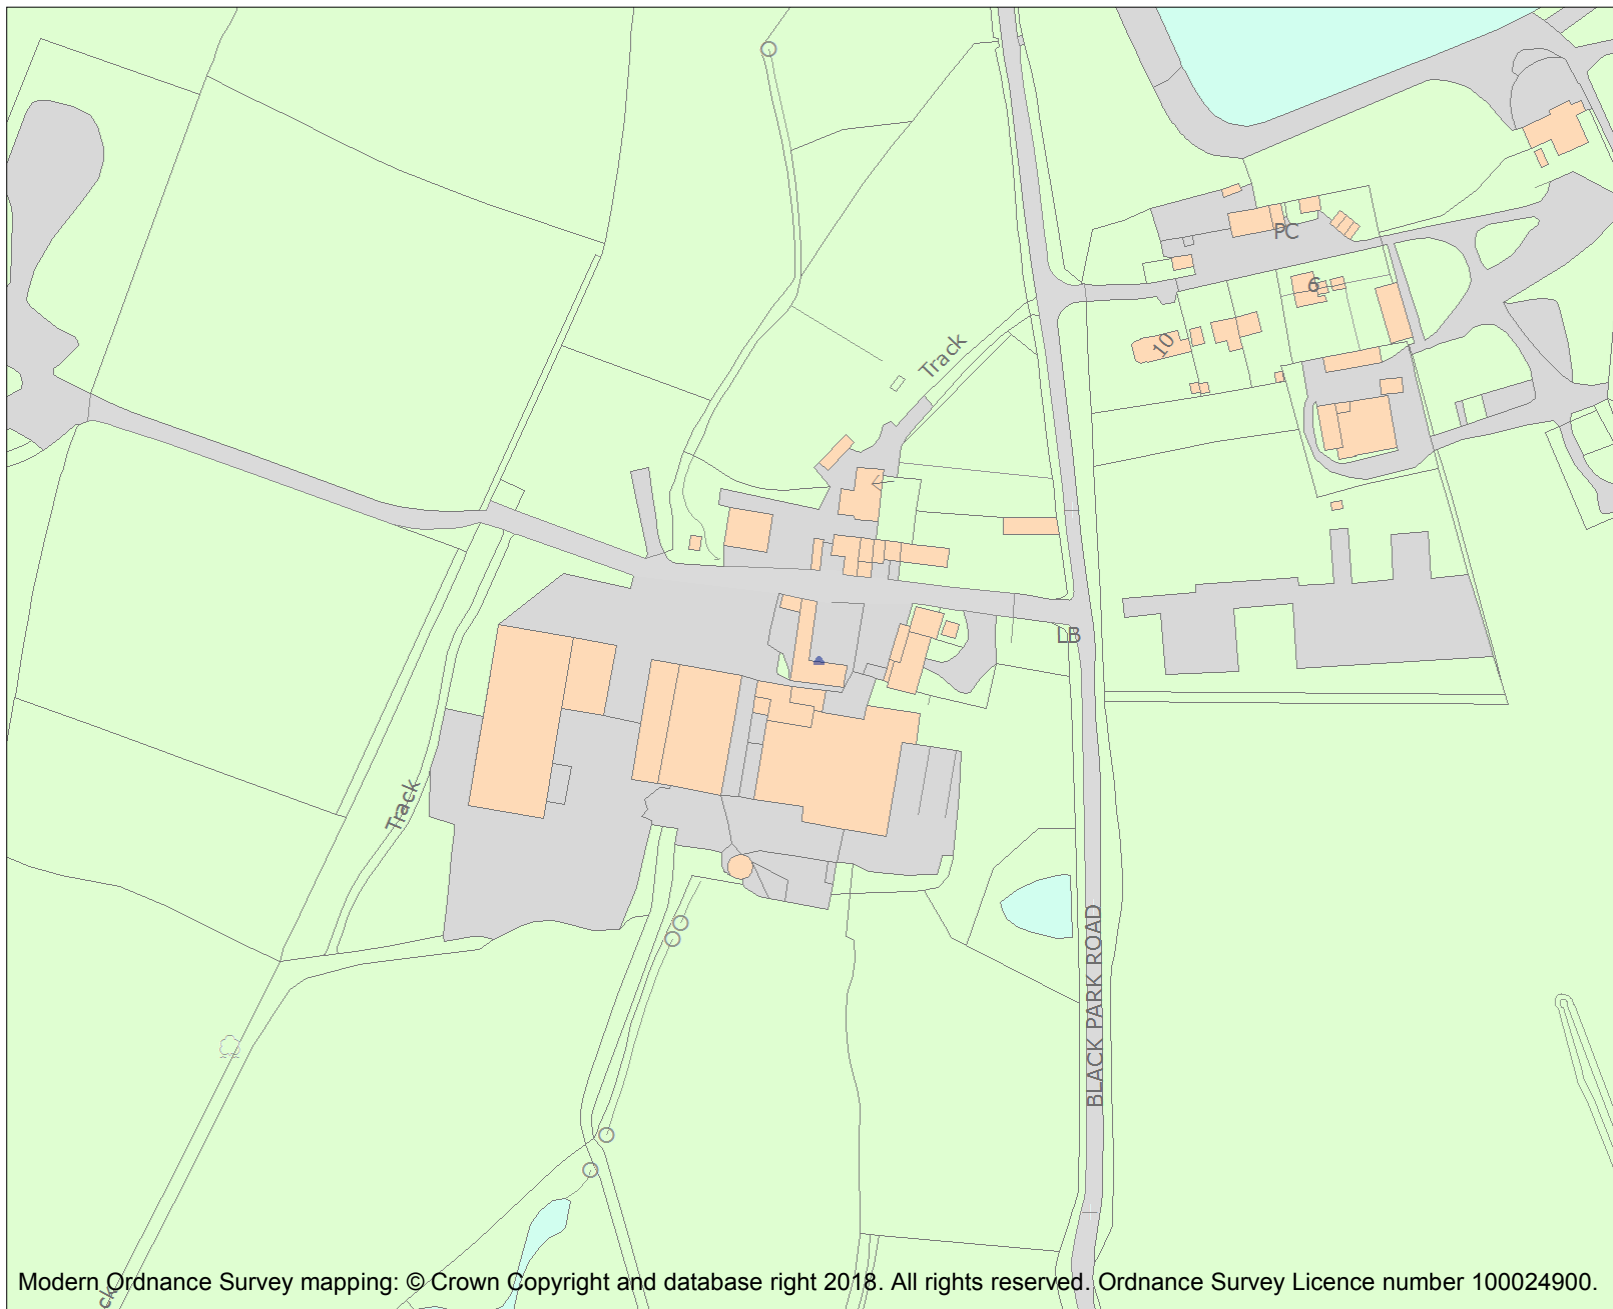 PC
6
10
Track
LB
Track
BLACK PARK ROAD
ck
Modern Ordnance Survey mapping: © Crown Copyright and database right 2018. All rights reserved. Ordnance Survey Licence number 100024900.